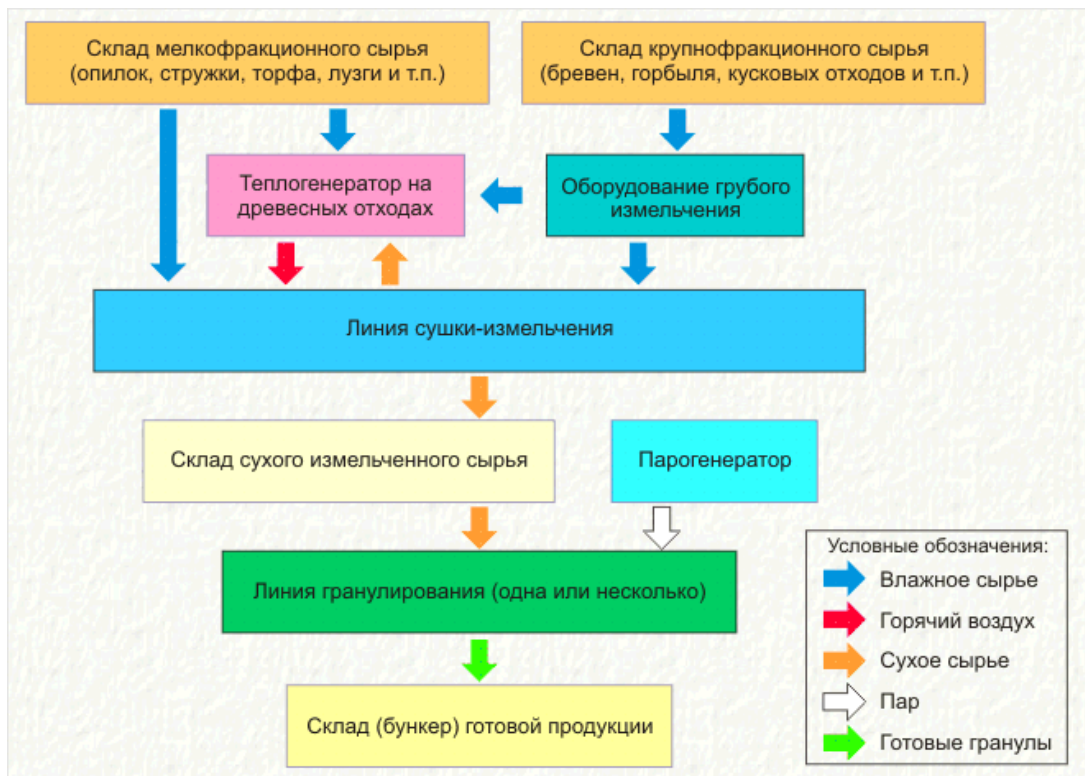 Склад мелкофракционного сырья
(опилок, стружки, торфа, лузги и т.п.)
Склад крупнофракционного сырья
(бревен, горбыля, кусковых отходов и т.п.)
Теплогенератор на
древесных отходах
Оборудование грубого
измельчения
Линия сушки-измельчения
Склад сухого измельченного сырья
Парогенератор
Линия гранулирования (одна или несколько)
Склад (бункер) готовой продукции
Условные обозначения:
Влажное сырье
Горячий воздух
Сухое сырье
Пар
Готовые гранулы